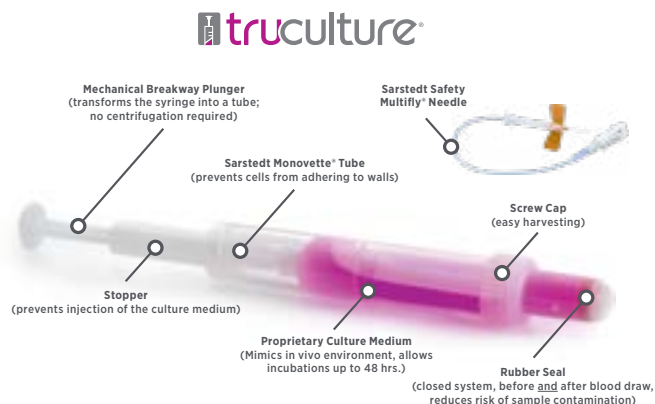 truculture®
Mechanical Breakway Plunger
(transforms the syringe into a tube;
no centrifugation required)
Sarstedt Safety
Multifly® Needle
Sarstedt Monovette® Tube
(prevents cells from adhering to walls)
Screw Cap
(easy harvesting)
Stopper
(prevents injection of the culture medium)
Proprietary Culture Medium
(Mimics in vivo environment, allows
incubations up to 48 hrs.)
Rubber Seal
(closed system, before and after blood draw,
reduces risk of sample contamination)